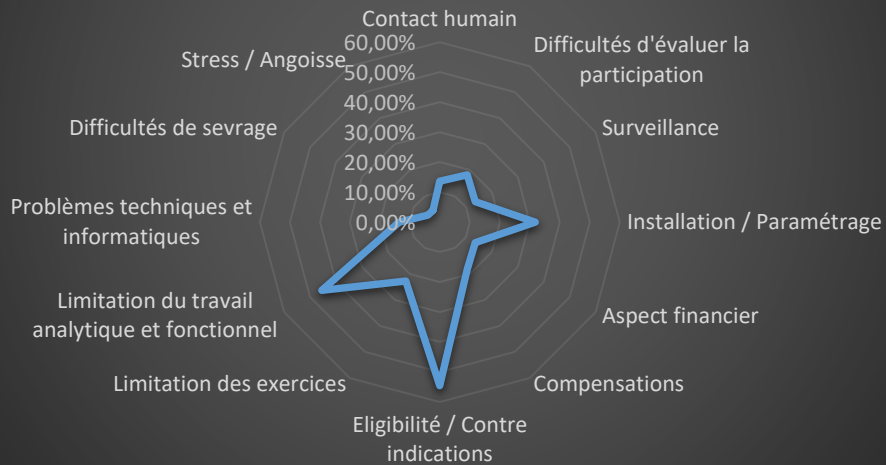 Contact humain
60,00%
50,00%
40,00%
30,00%
20,00%
10,00%
0,00%
Difficultés d'évaluer la
participation
Surveillance
Installation / Paramétrage
Aspect financier
Compensations
Eligibilité / Contre
indications
Limitation des exercices
Limitation du travail
analytique et fonctionnel
Problèmes techniques et
informatiques
Difficultés de sevrage
Stress / Angoisse